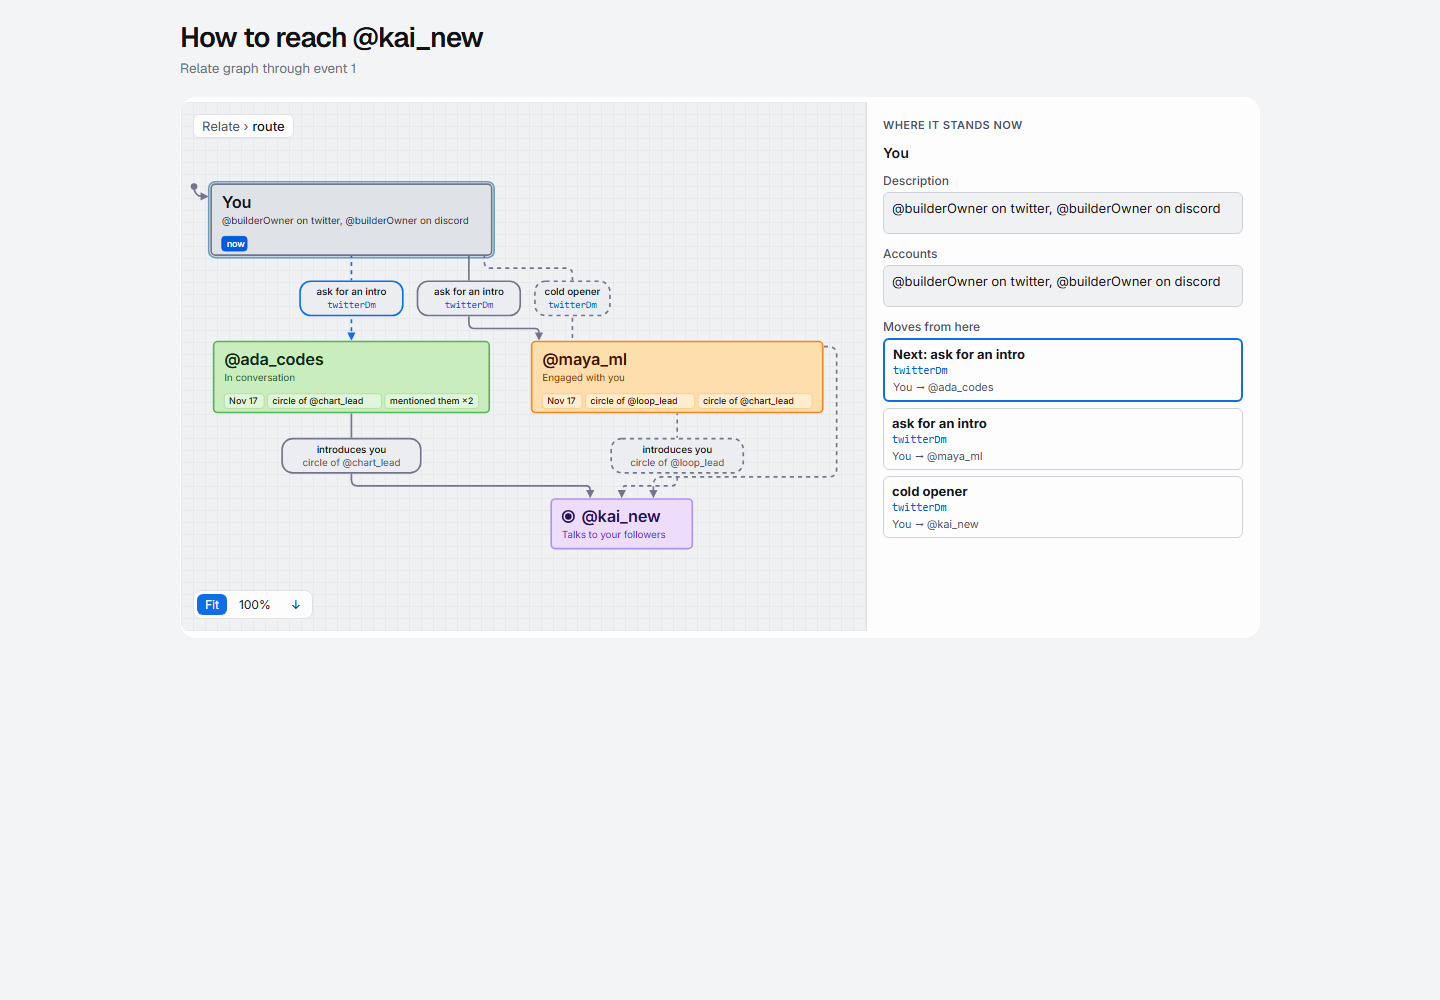 How to reach @kai_new
Relate graph through event 1
Relate › route
You
@builderOwner on twitter, @builderOwner on discord
now
ask for an intro
twitterDm
ask for an intro
twitterDm
cold opener
twitterDm
@ada_codes
In conversation
Nov 17
circle of @chart_lead
mentioned them ×2
@maya_ml
Engaged with you
Nov 17
circle of @loop_lead
circle of @chart_lead
introduces you
circle of @chart_lead
introduces you
circle of @loop_lead
@kai_new
Talks to your followers
Fit
100%
↓
WHERE IT STANDS NOW
You
Description
@builderOwner on twitter, @builderOwner on discord
Accounts
@builderOwner on twitter, @builderOwner on discord
Moves from here
Next: ask for an intro
twitterDm
You → @ada_codes
ask for an intro
twitterDm
You → @maya_ml
cold opener
twitterDm
You → @kai_new